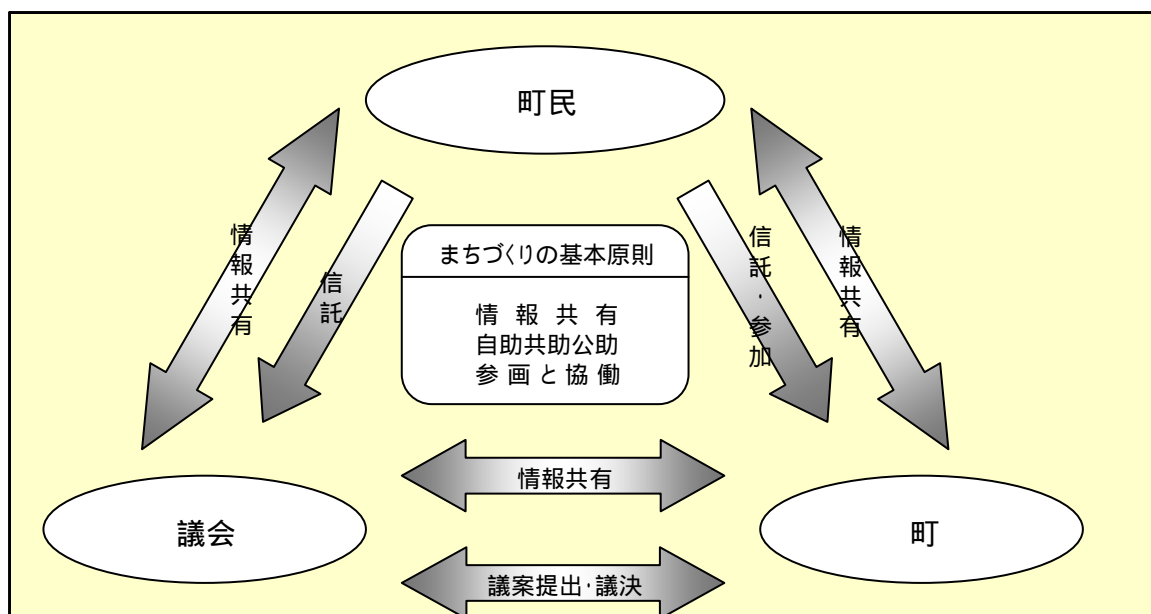 町民
情報共有
信託
まちづくりの基本原則
情報共有
自助共助公助
参画と協働
信託・参加
情報共有
情報共有
議会
町
議案提出・議決